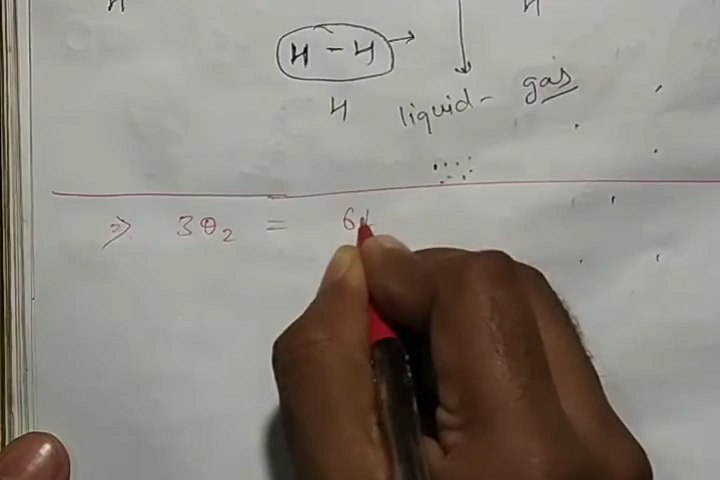 H
H
H - H
H
liquid - gas
⇒ 3O₂ = 6